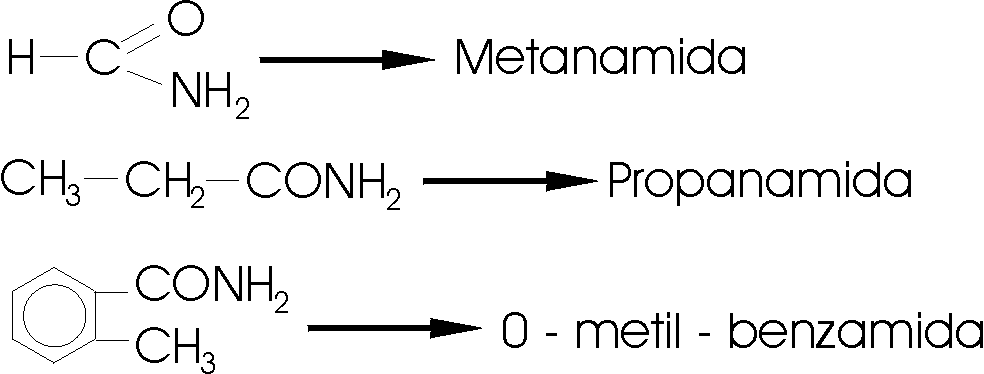 H C O NH2 Metanamida
CH3 CH2 CONH2 Propanamida
CONH2
CH3 0 - metil - benzamida